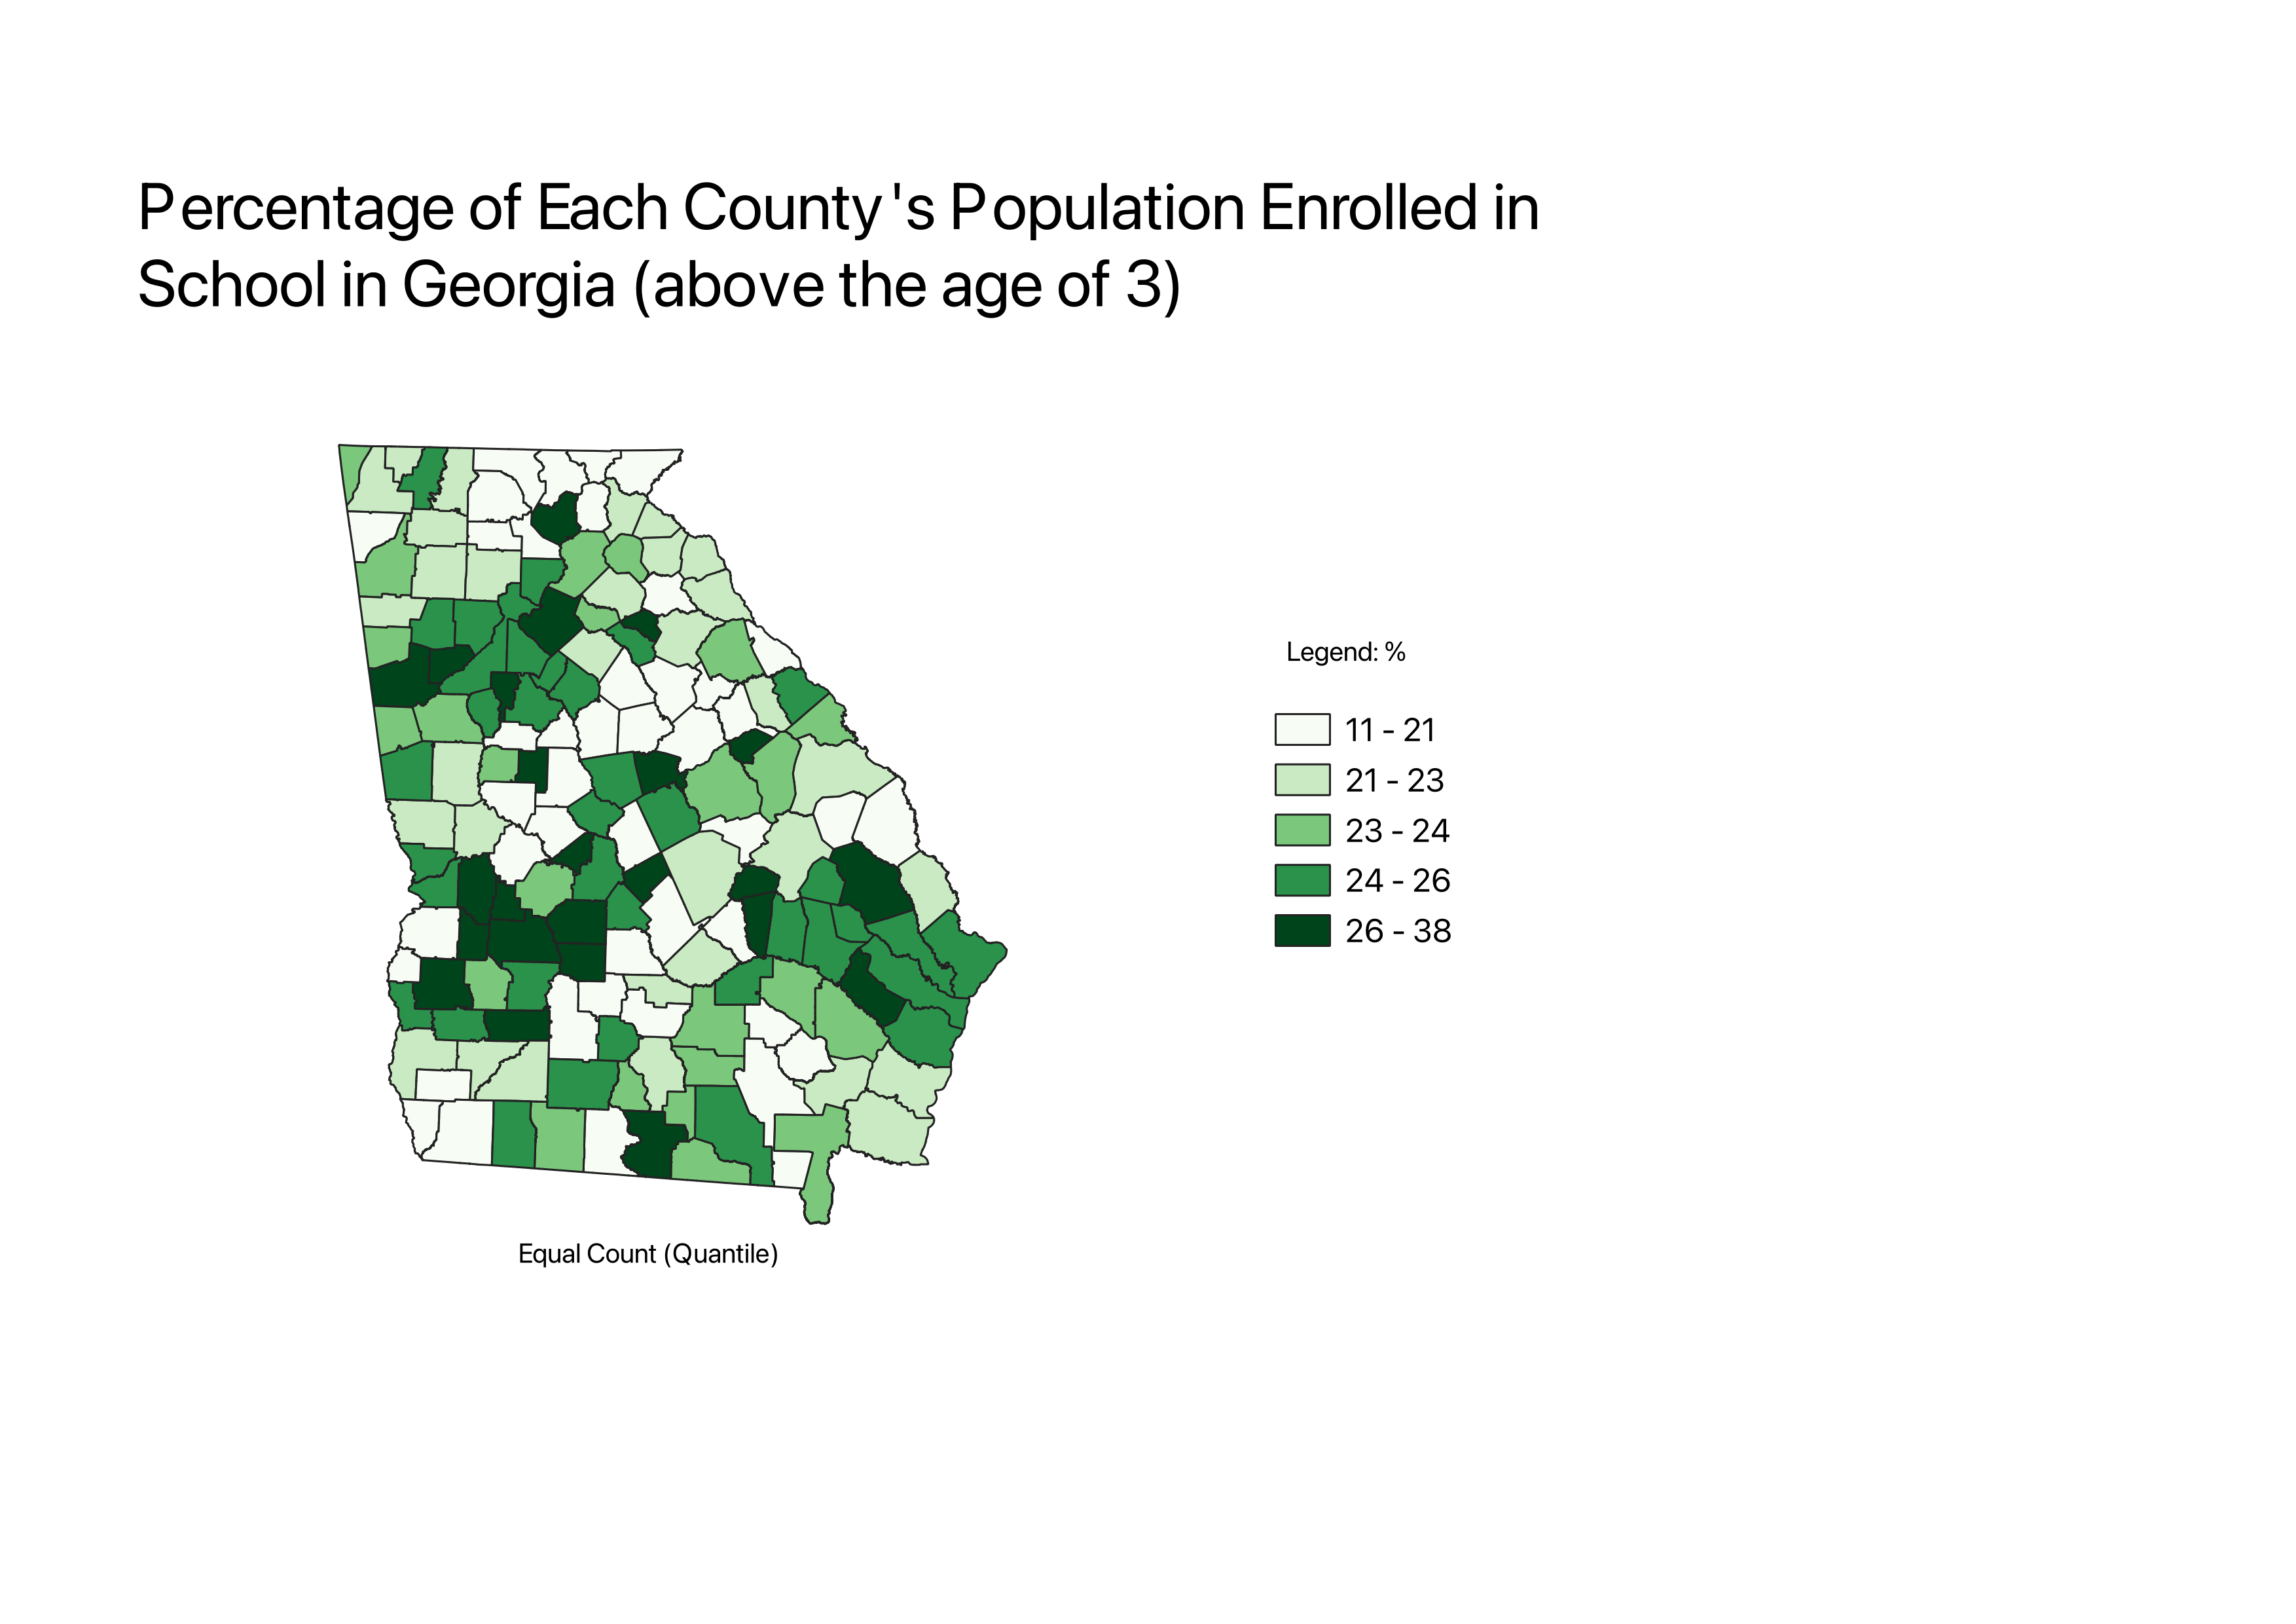 Percentage of Each County's Population Enrolled in
School in Georgia (above the age of 3)
Legend: %
11 - 21
21 - 23
23 - 24
24 - 26
26 - 38
Equal Count (Quantile)